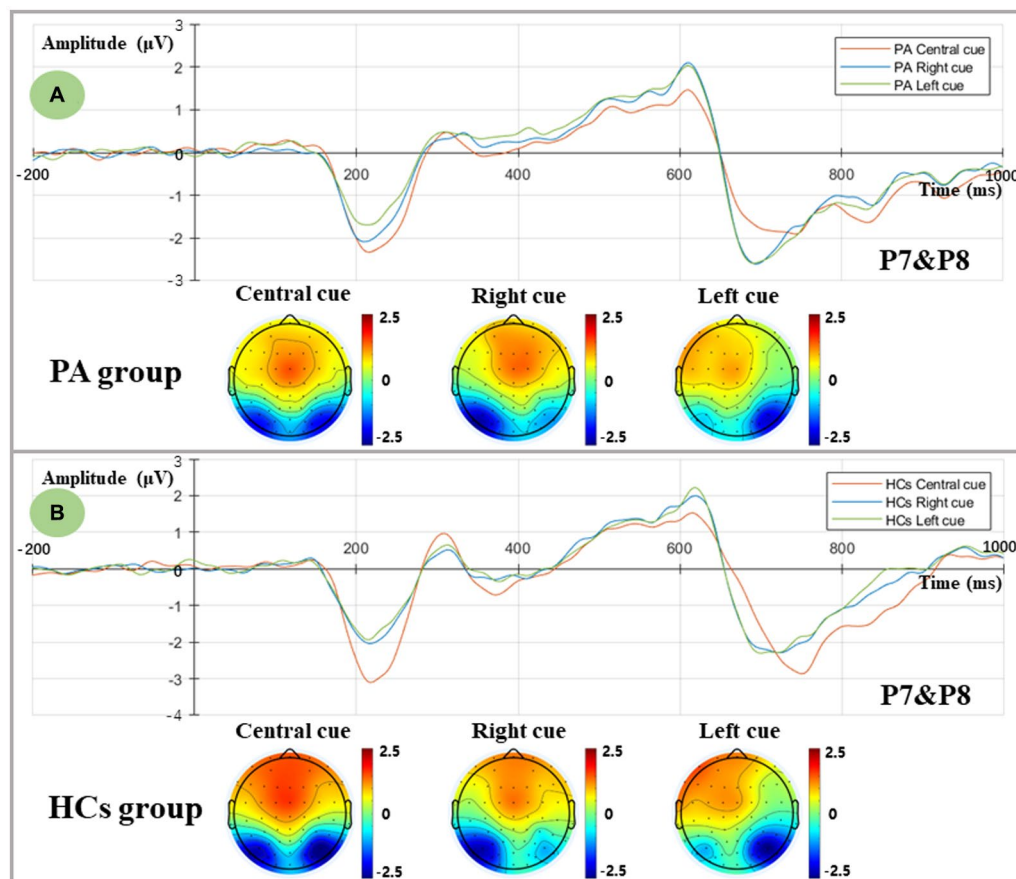 3
Amplitude (μV)
PA Central cue
PA Right cue
PA Left cue
2
A
1
0
-200
200
400
600
800
1000
Time (ms)
-1
-2
-3
P7&P8
Central cue
Right cue
Left cue
2.5
2.5
2.5
PA group
0
0
0
-2.5
-2.5
-2.5
3
Amplitude (μV)
HCs Central cue
HCs Right cue
HCs Left cue
2
B
1
-200
200
400
600
800
1000
0
Time (ms)
-1
-2
-3
P7&P8
-4
Central cue
Right cue
Left cue
2.5
2.5
2.5
HCs group
0
0
0
-2.5
-2.5
-2.5